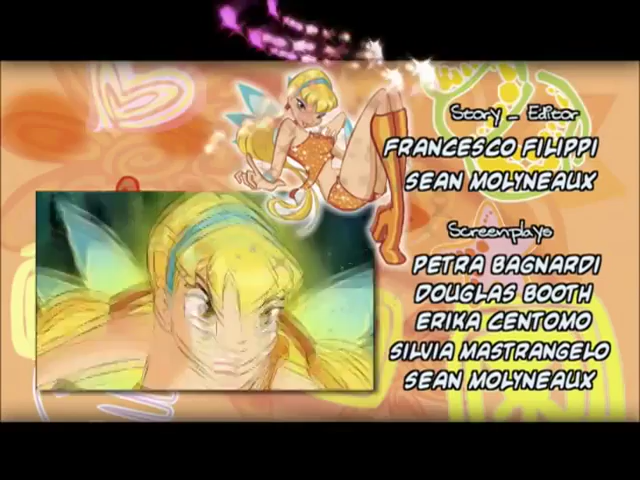 Story - Editor
FRANCESCO FILIPPI
SEAN MOLYNEAUX
Screenplays
PETRA BAGNARDI
DOUGLAS BOOTH
ERIKA CENTOMO
SILVIA MASTRANGELO
SEAN MOLYNEAUX